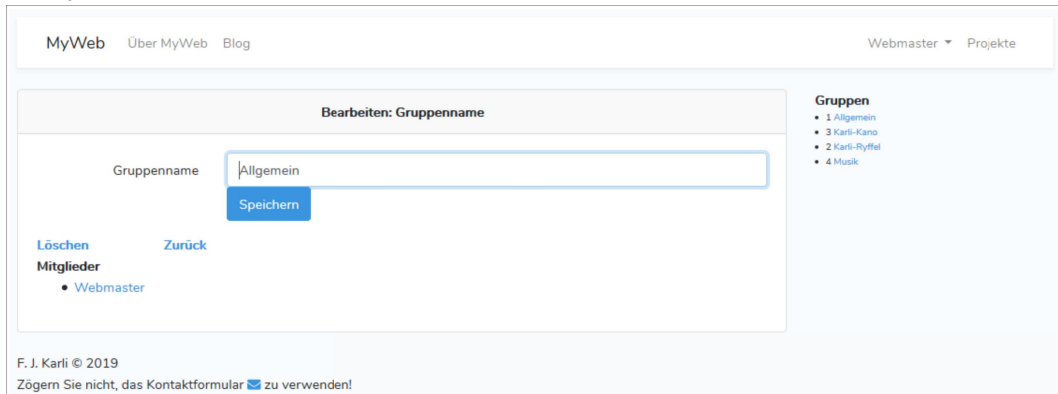 MyWeb Über MyWeb Blog Webmaster Projekte
Bearbeiten: Gruppenname
Gruppenname Allgemein
Speichern
Löschen Zurück
Mitglieder
• Webmaster
Gruppen
• 1 Allgemein
• 3 Karli-Kano
• 2 Karli-Ryffel
• 4 Musik
F. J. Karli © 2019
Zögern Sie nicht, das Kontaktformular zu verwenden!